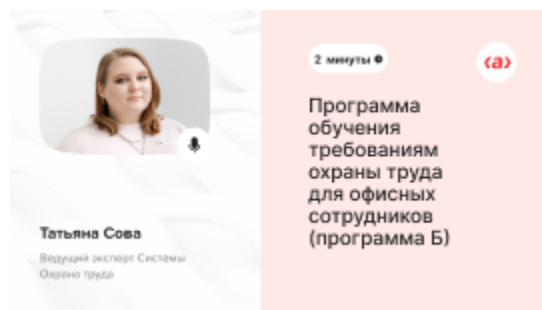 Татьяна Сова
Ведущий эксперт Системы
Охрана труда
2 минуты
‹а›
Программа
обучения
требованиям
охраны труда
для офисных
сотрудников
(программа Б)